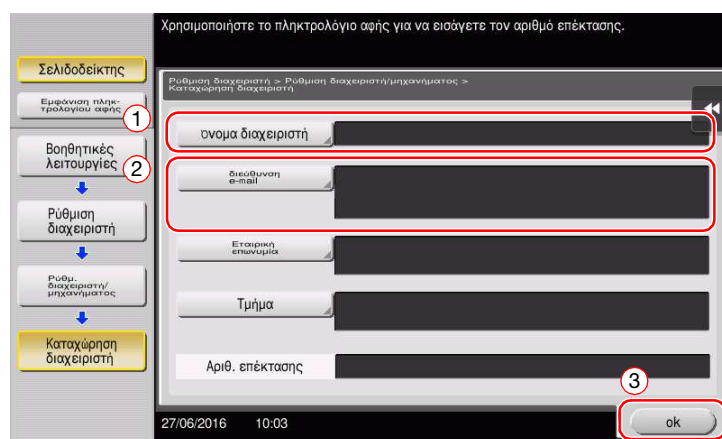 Χρησιμοποιήστε το πληκτρολόγιο αφής για να εισάγετε τον αριθμό επέκτασης.
Σελιδοδείκτης
Εμφάνιση πληκ-
τρολογίου αφής
1
Βοηθητικές
λειτουργίες
2
Ρύθμιση
διαχειριστή
Ρύθμ.
διαχειριστή/
μηχανήματος
Καταχώρηση
διαχειριστή
Ρύθμιση διαχειριστή > Ρύθμιση διαχειριστή/μηχανήματος >
Καταχώρηση διαχειριστή
όνομα διαχειριστή
διεύθυνση
e-mail
Εταιρική
επωνυμία
Τμήμα
Αριθ. επέκτασης
3
27/06/2016 10:03
ok